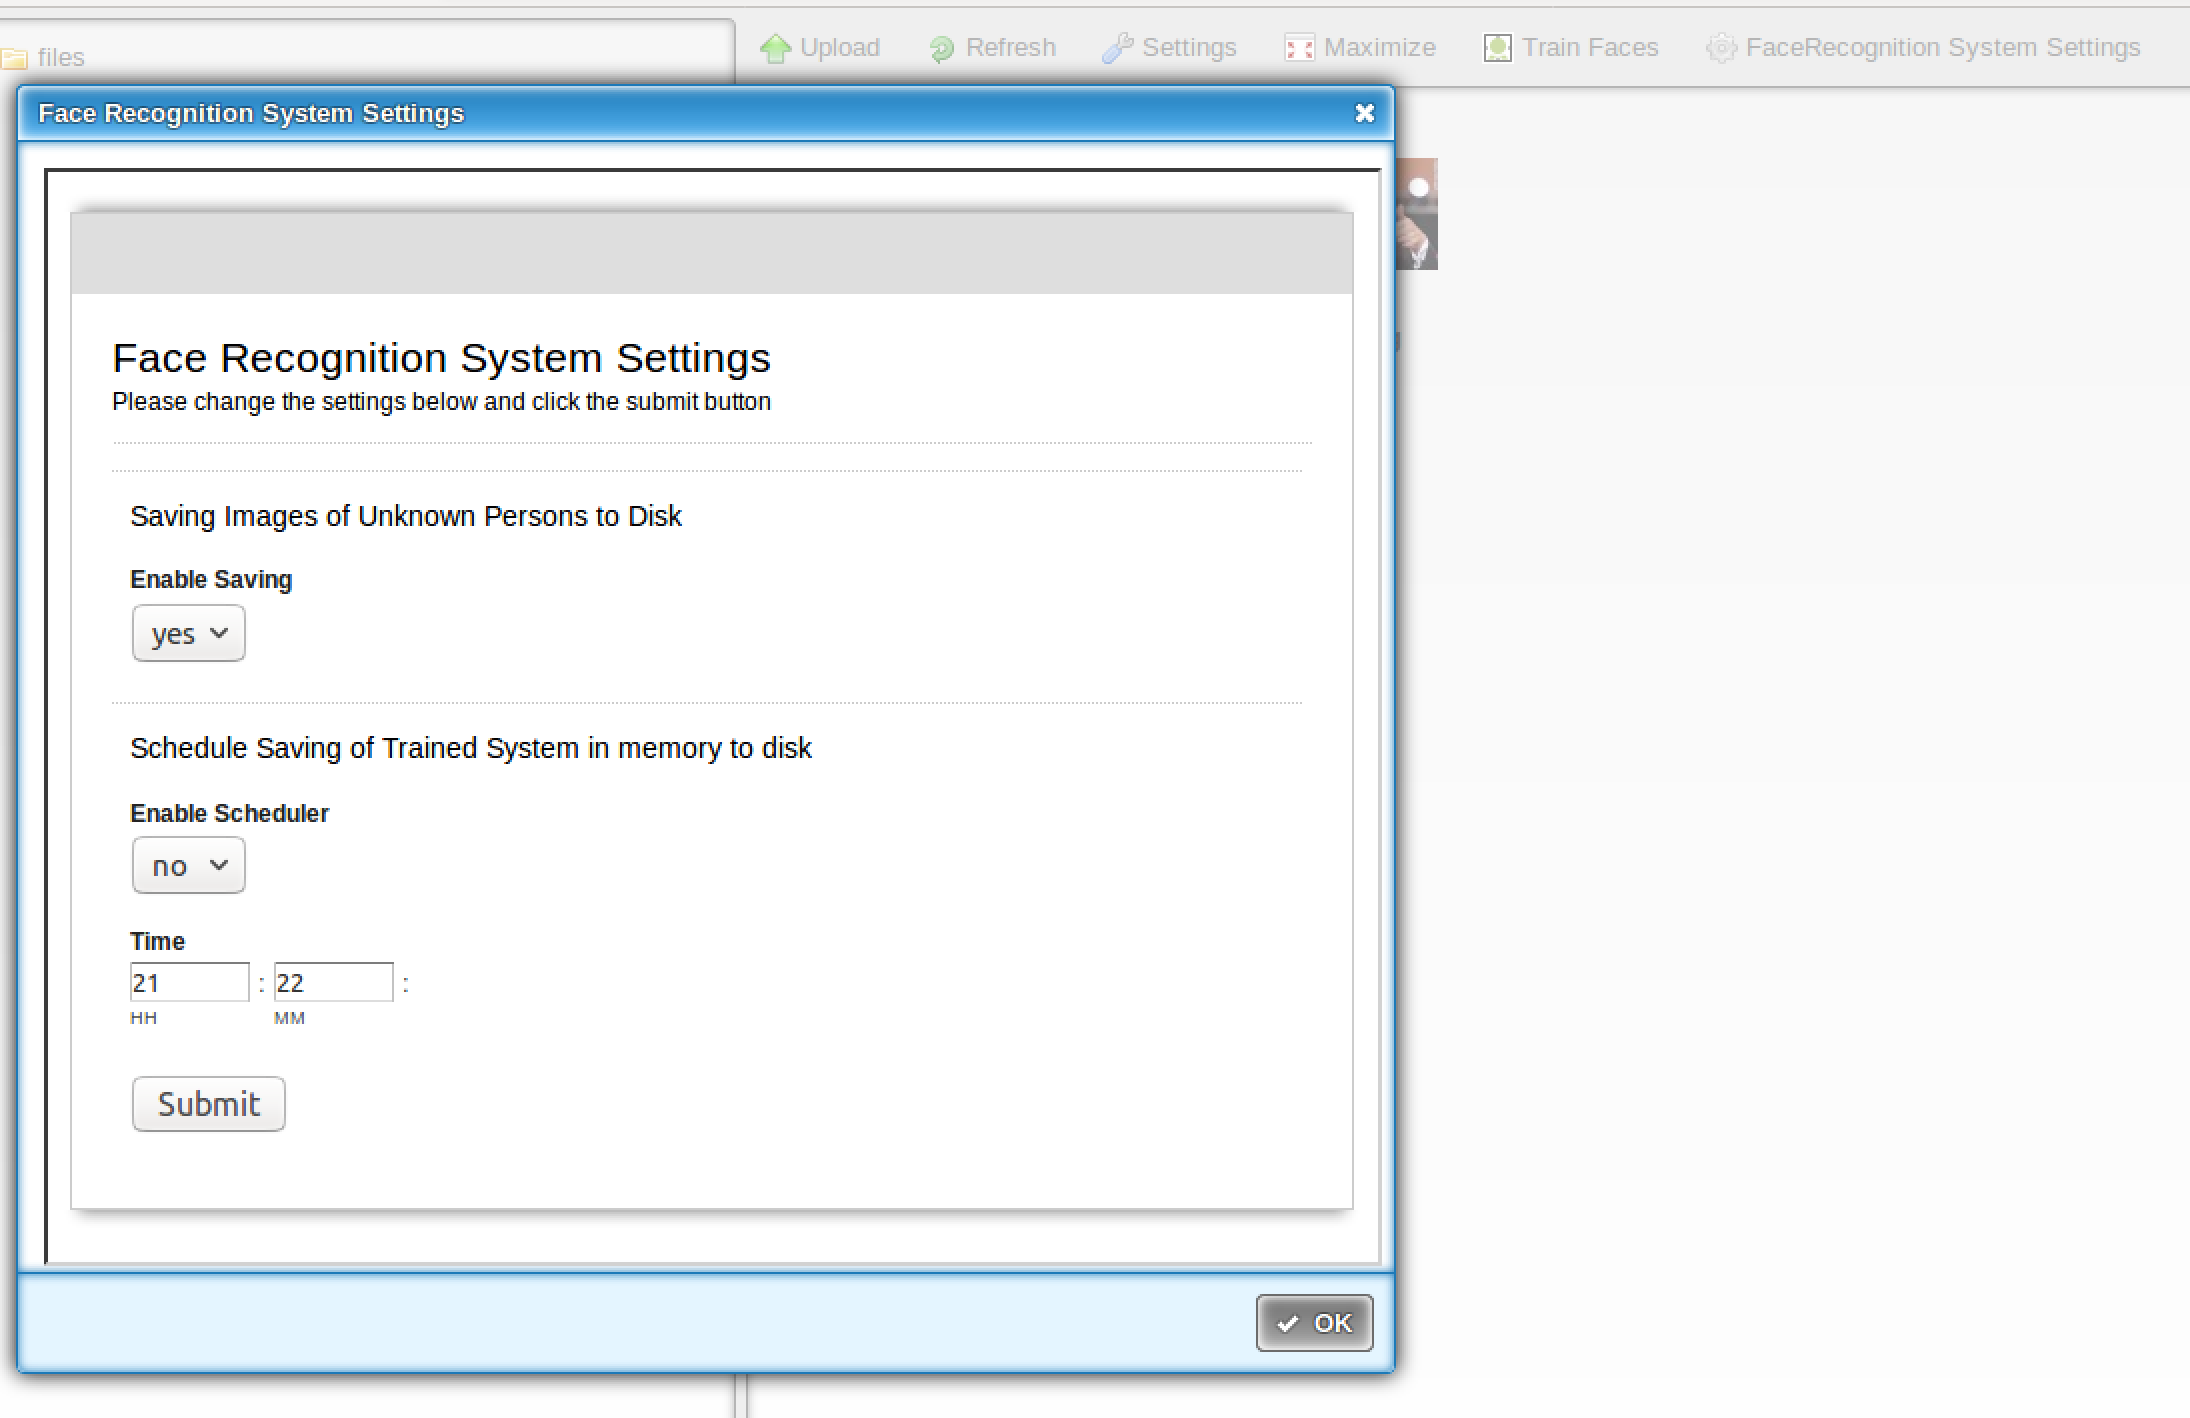 files
Upload
Refresh
Settings
Maximize
Train Faces
FaceRecognition System Settings
Face Recognition System Settings
Face Recognition System Settings
Please change the settings below and click the submit button
Saving Images of Unknown Persons to Disk
Enable Saving
yes
Schedule Saving of Trained System in memory to disk
Enable Scheduler
no
Time
21 : 22 :
HH MM
Submit
OK